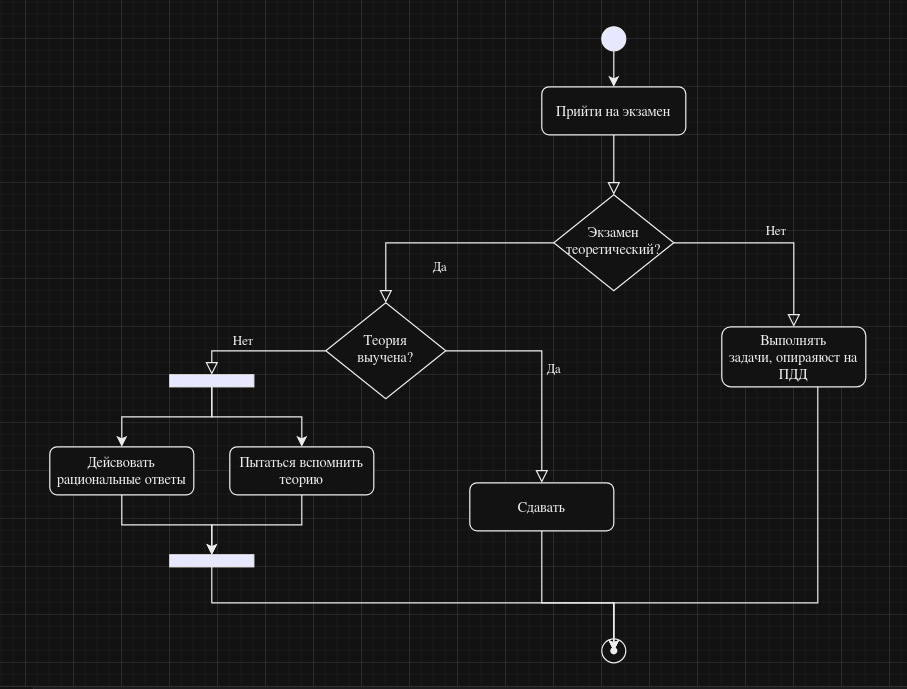 Прийти на экзамен
Экзамен
теоретический?
Нет
Да
Выполнять
задачи, опираяюст на
ПДД
Теория
выучена?
Нет
Да
Дейсвовать
рациональные ответы
Пытаться вспомнить
теорию
Сдавать